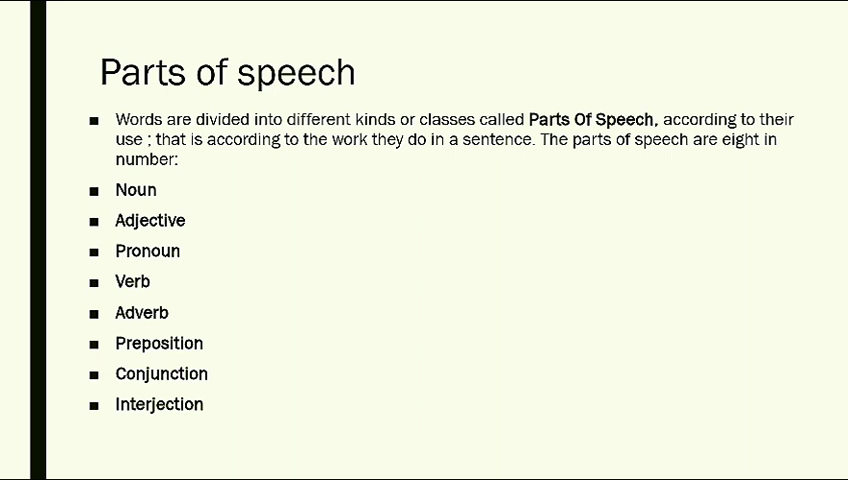 Parts of speech
■ Words are divided into different kinds or classes called Parts Of Speech, according to their
use ; that is according to the work they do in a sentence. The parts of speech are eight in
number:
■ Noun
■ Adjective
■ Pronoun
■ Verb
■ Adverb
■ Preposition
■ Conjunction
■ Interjection